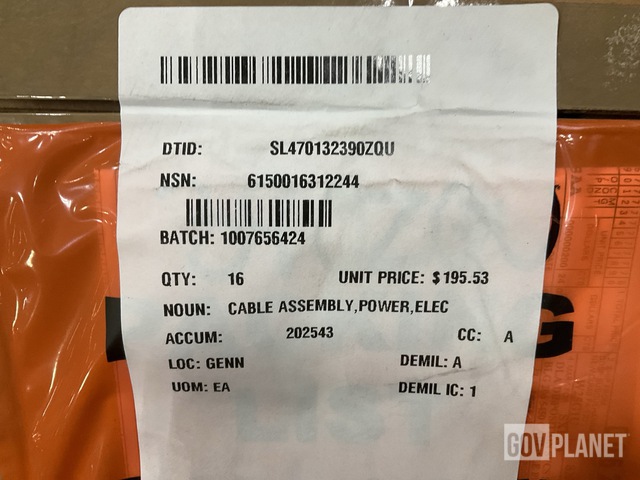 DTID: SL470132390ZQU
NSN: 6150016312244
BATCH: 1007656424
QTY: 16 UNIT PRICE: $195.53
NOUN: CABLE ASSEMBLY,POWER,ELEC
ACCUM: 202543 CC: A
LOC: GENN DEMIL: A
UOM: EA DEMIL IC: 1
LIST
GOVPLANET